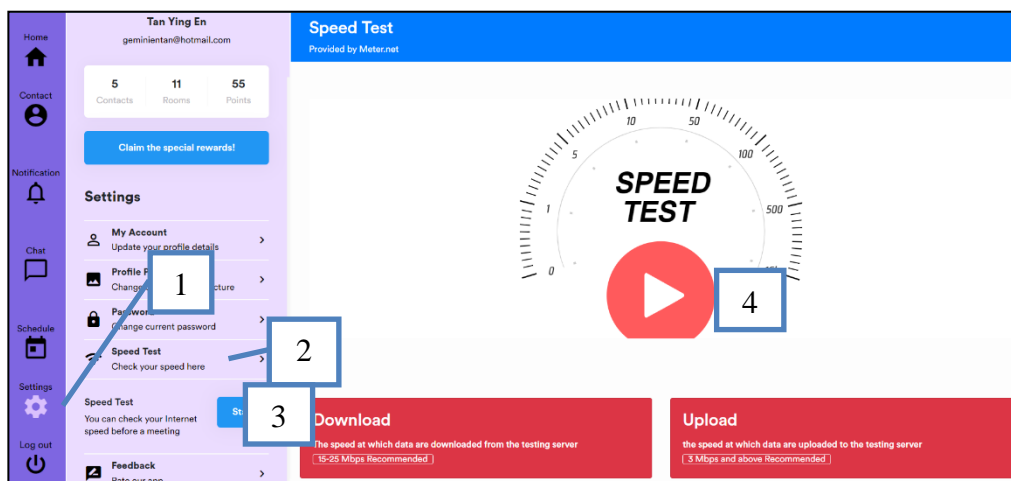 Home
Contact
Notification
Chat
Schedule
Settings
Log out
Tan Ying En
geminientan@hotmail.com
5 11 55
Contacts Rooms Points
Claim the special rewards!
Settings
My Account
Update your profile details
Profile
Password
Change current password
Speed Test
Check your speed here
Speed Test
You can check your Internet
speed before a meeting
Feedback
Rate our app
1
2
3
4
Speed Test
Provided by Meter.net
0
1
5
10
50
100
500
SPEED
TEST
Download
The speed at which data are downloaded from the testing server
15-25 Mbps Recommended
Upload
the speed at which data are uploaded to the testing server
3 Mbps and above Recommended